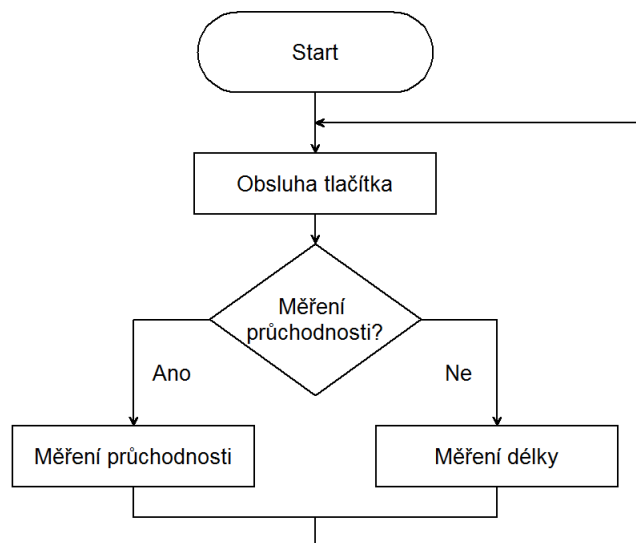 Start
Obsluha tlačítka
Měření
průchodnosti?
Ano
Ne
Měření průchodnosti
Měření délky